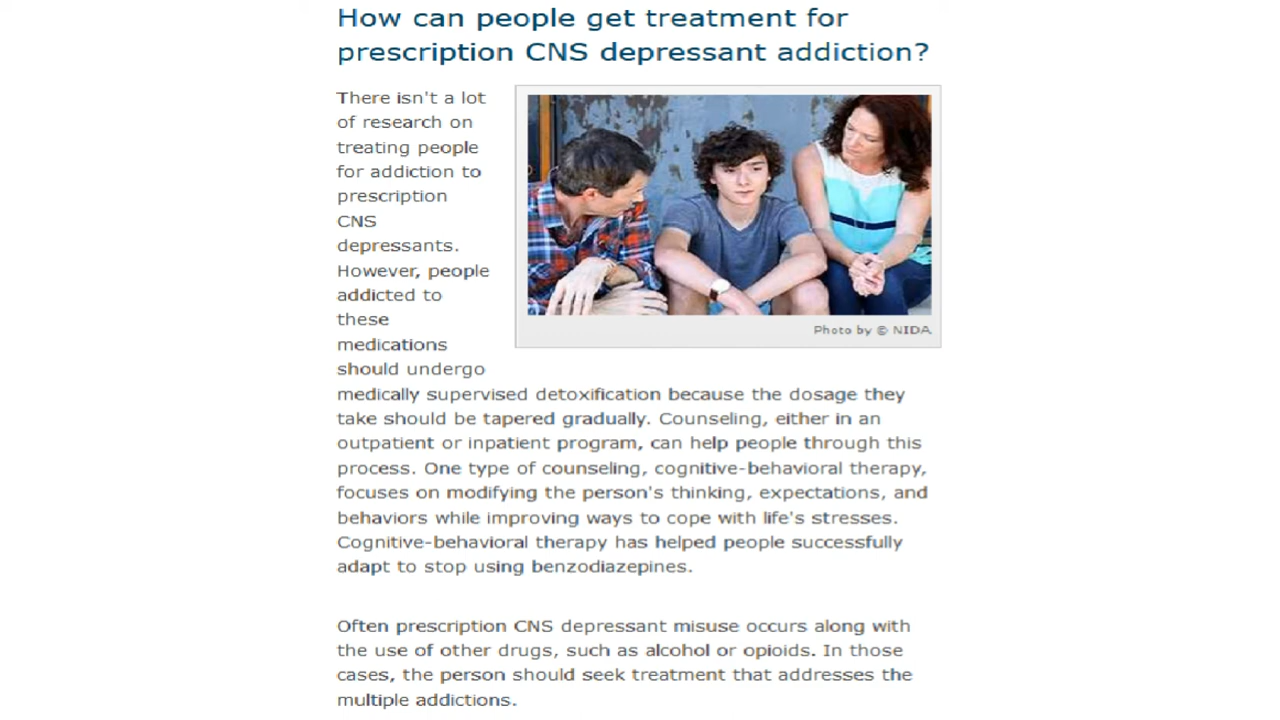 How can people get treatment for
prescription CNS depressant addiction?
There isn't a lot
of research on
treating people
for addiction to
prescription
CNS
depressants.
However, people
addicted to
these
medications
should undergo
Photo by © NIDA
medically supervised detoxification because the dosage they
take should be tapered gradually. Counseling, either in an
outpatient or inpatient program, can help people through this
process. One type of counseling, cognitive-behavioral therapy,
focuses on modifying the person's thinking, expectations, and
behaviors while improving ways to cope with life's stresses.
Cognitive-behavioral therapy has helped people successfully
adapt to stop using benzodiazepines.
Often prescription CNS depressant misuse occurs along with
the use of other drugs, such as alcohol or opioids. In those
cases, the person should seek treatment that addresses the
multiple addictions.